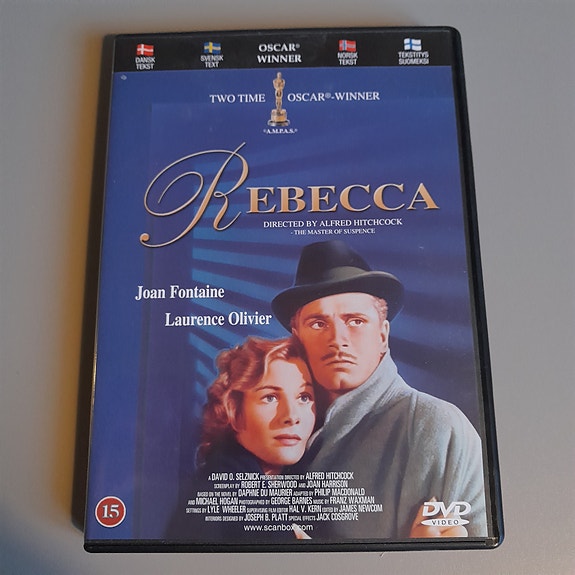 DANSK
TEKST
SVENSK
TEXT
OSCAR®
WINNER
NORSK
TEKST
TEKSTITYS
SUOMEKSI
TWO TIME OSCAR®-WINNER
©A.M.P.A.S.®
REBECCA
DIRECTED BY ALFRED HITCHCOCK
- THE MASTER OF SUSPENCE
Joan Fontaine
Laurence Olivier
A DAVID O. SELZNICK PRESENTATION DIRECTED BY ALFRED HITCHCOCK
SCREENPLAY BY ROBERT E. SHERWOOD AND JOAN HARRISON
BASED ON THE NOVEL BY DAPHNE DU MAURIER ADAPTED BY PHILIP MACDONALD
AND MICHAEL HOGAN PHOTOGRAPHED BY GEORGE BARNES MUSIC BY FRANZ WAXMAN
SETTINGS BY LYLE WHEELER SUPERVISING FILM EDITOR HAL V. KERN EDITED BY JAMES NEWCOM
INTERIORS DESIGNED BY JOSEPH B. PLATT SPECIAL EFFECTS JACK COSGROVE
www.scanbox.com
15
DVD
VIDEO